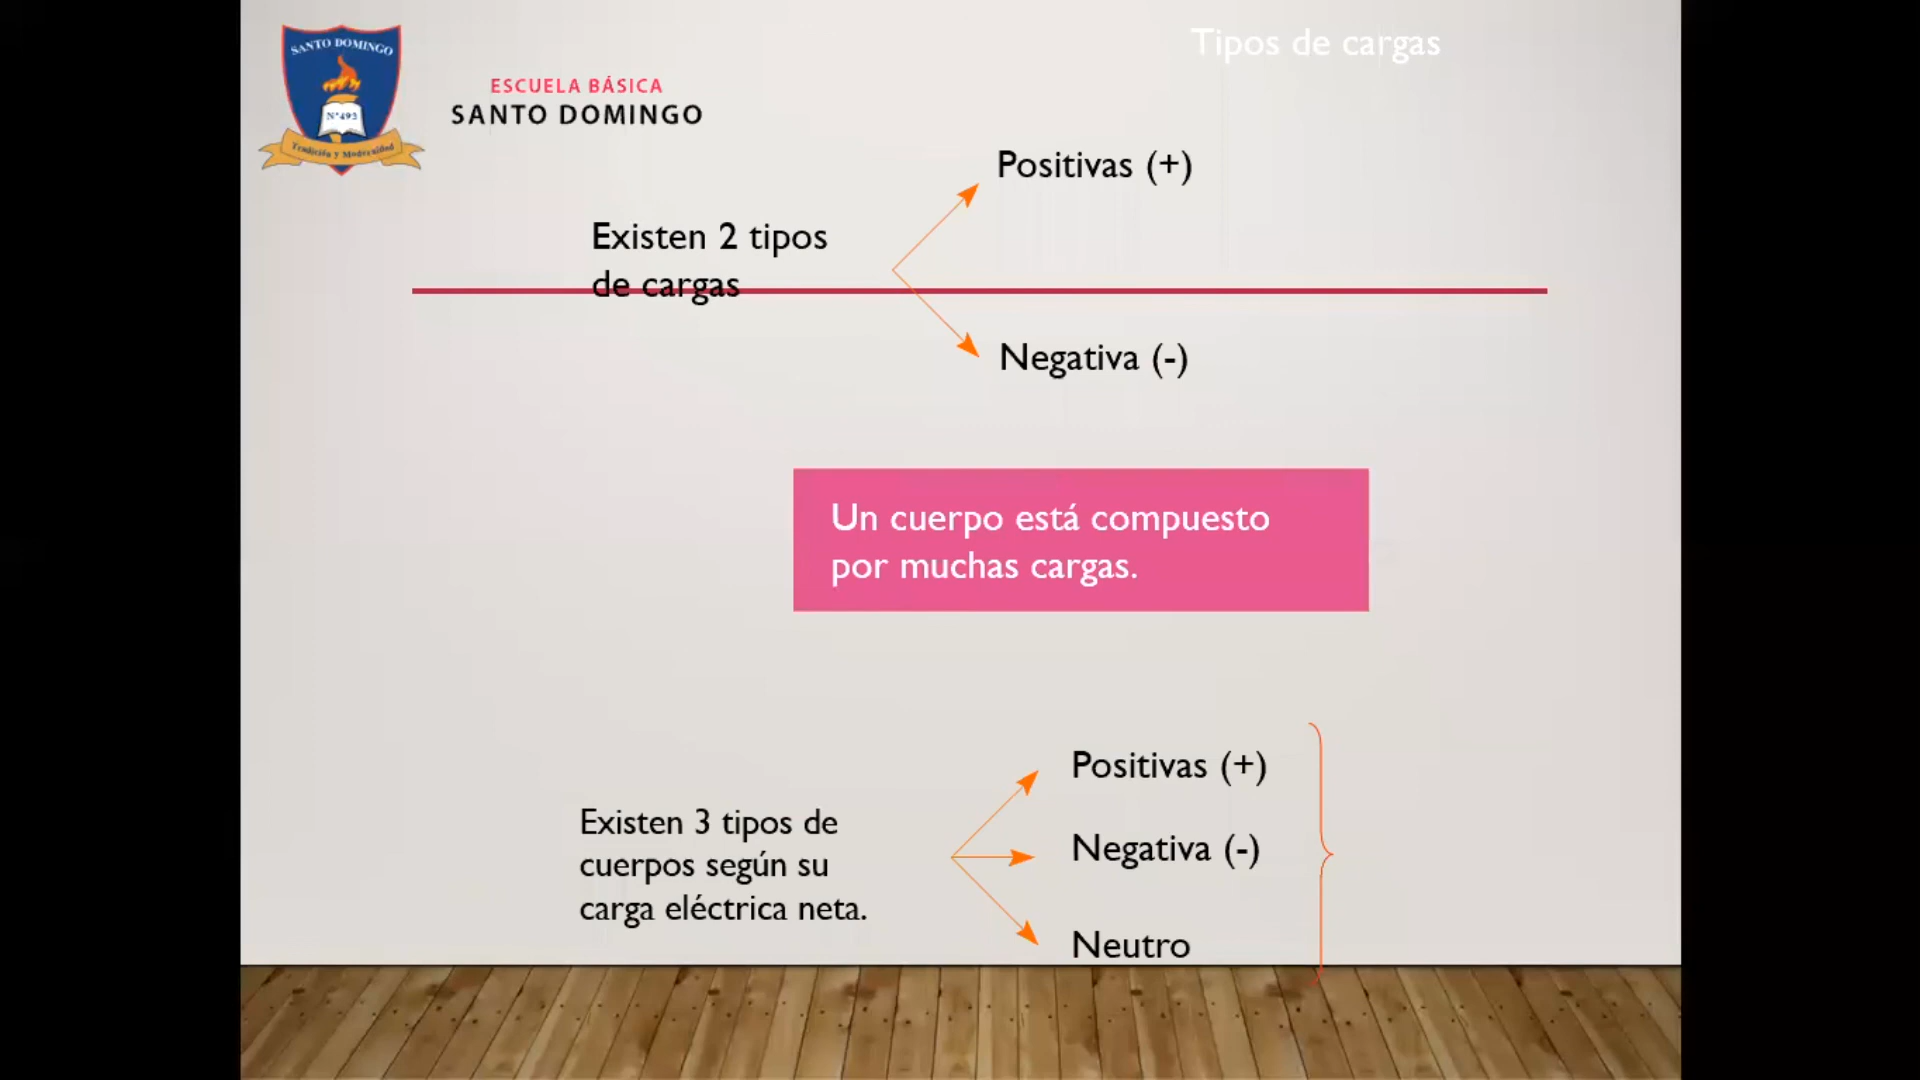 SANTO DOMINGO
N°493
Tradición y Modernidad
ESCUELA BÁSICA
SANTO DOMINGO
Tipos de cargas
Existen 2 tipos
de cargas
Positivas (+)
Negativa (-)
Un cuerpo está compuesto
por muchas cargas.
Existen 3 tipos de
cuerpos según su
carga eléctrica neta.
Positivas (+)
Negativa (-)
Neutro